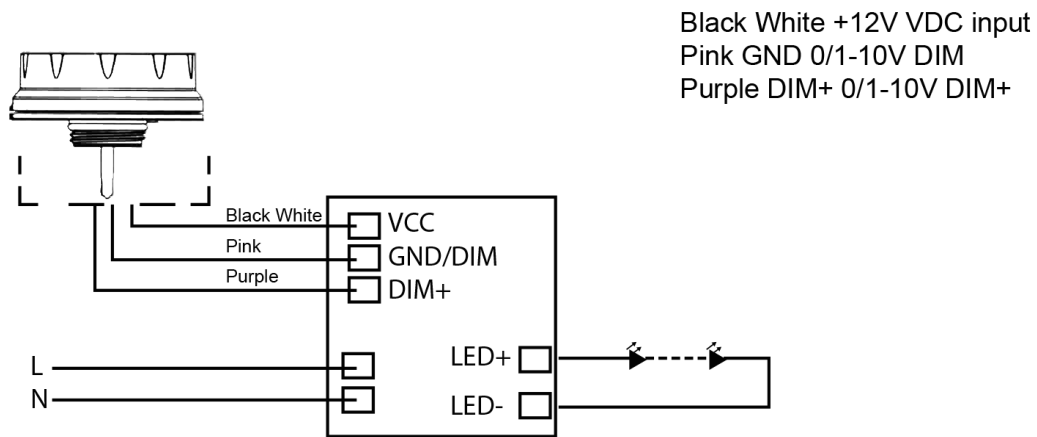 Black White +12V VDC input
Pink GND 0/1-10V DIM
Purple DIM+ 0/1-10V DIM+
Black White
VCC
Pink
GND/DIM
Purple
DIM+
L
N
LED+
LED-